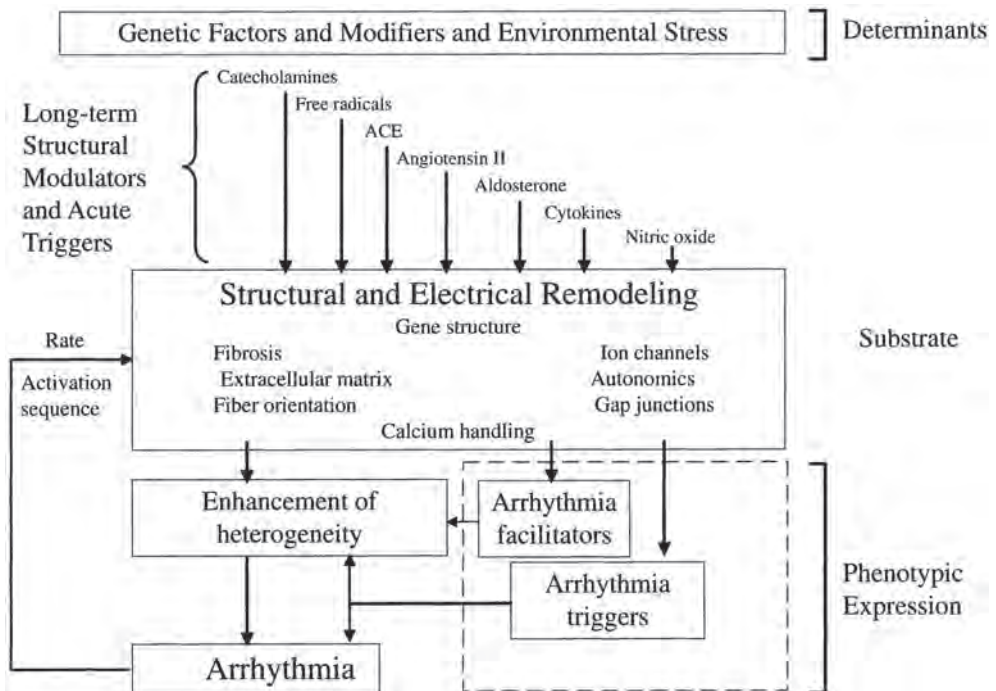 Genetic Factors and Modifiers and Environmental Stress
Determinants
Long-term
Structural
Modulators
and Acute
Triggers
Catecholamines
Free radicals
ACE
Angiotensin II
Aldosterone
Cytokines
Nitric oxide
Structural and Electrical Remodeling
Gene structure
Fibrosis
Extracellular matrix
Fiber orientation
Ion channels
Autonomics
Gap junctions
Calcium handling
Substrate
Rate
Activation
sequence
Enhancement of
heterogeneity
Arrhythmia
facilitators
Arrhythmia
triggers
Arrhythmia
Phenotypic
Expression